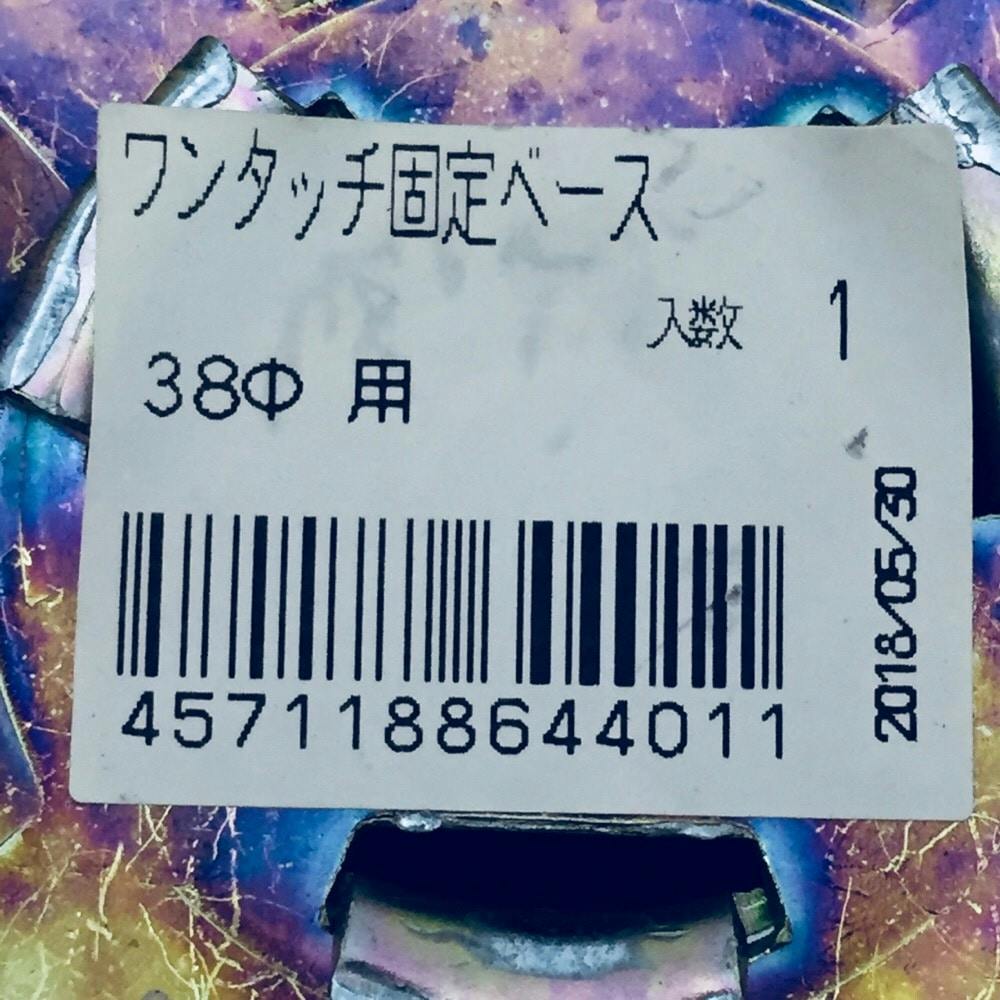 ワンタッチ固定ベース
入数 1
38Φ 用
4571188644011
2018/05/30